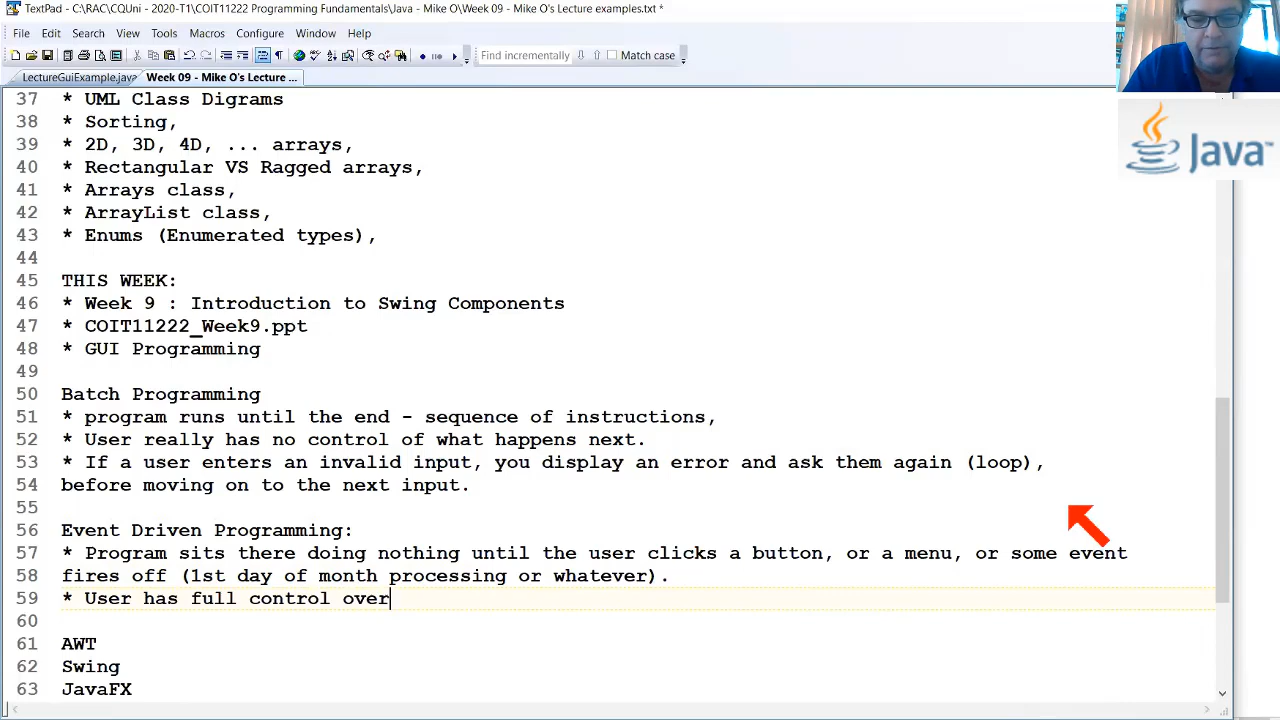 TextPad - C:\RAC\CQUni - 2020-T1\COIT11222 Programming Fundamentals\Java - Mike O\Week 09 - Mike O's Lecture examples.txt *
File Edit Search View Tools Macros Configure Window Help
Find incrementally Match case
LectureGuiExample.java Week 09 - Mike O's Lecture ...
37 * UML Class Digrams
38 * Sorting,
39 * 2D, 3D, 4D, ... arrays,
40 * Rectangular VS Ragged arrays,
41 * Arrays class,
42 * ArrayList class,
43 * Enums (Enumerated types),
44
45 THIS WEEK:
46 * Week 9 : Introduction to Swing Components
47 * COIT11222_Week9.ppt
48 * GUI Programming
49
50 Batch Programming
51 * program runs until the end - sequence of instructions,
52 * User really has no control of what happens next.
53 * If a user enters an invalid input, you display an error and ask them again (loop),
54 before moving on to the next input.
55
56 Event Driven Programming:
57 * Program sits there doing nothing until the user clicks a button, or a menu, or some event
58 fires off (1st day of month processing or whatever).
59 * User has full control over
60
61 AWT
62 Swing
63 JavaFX
Java™